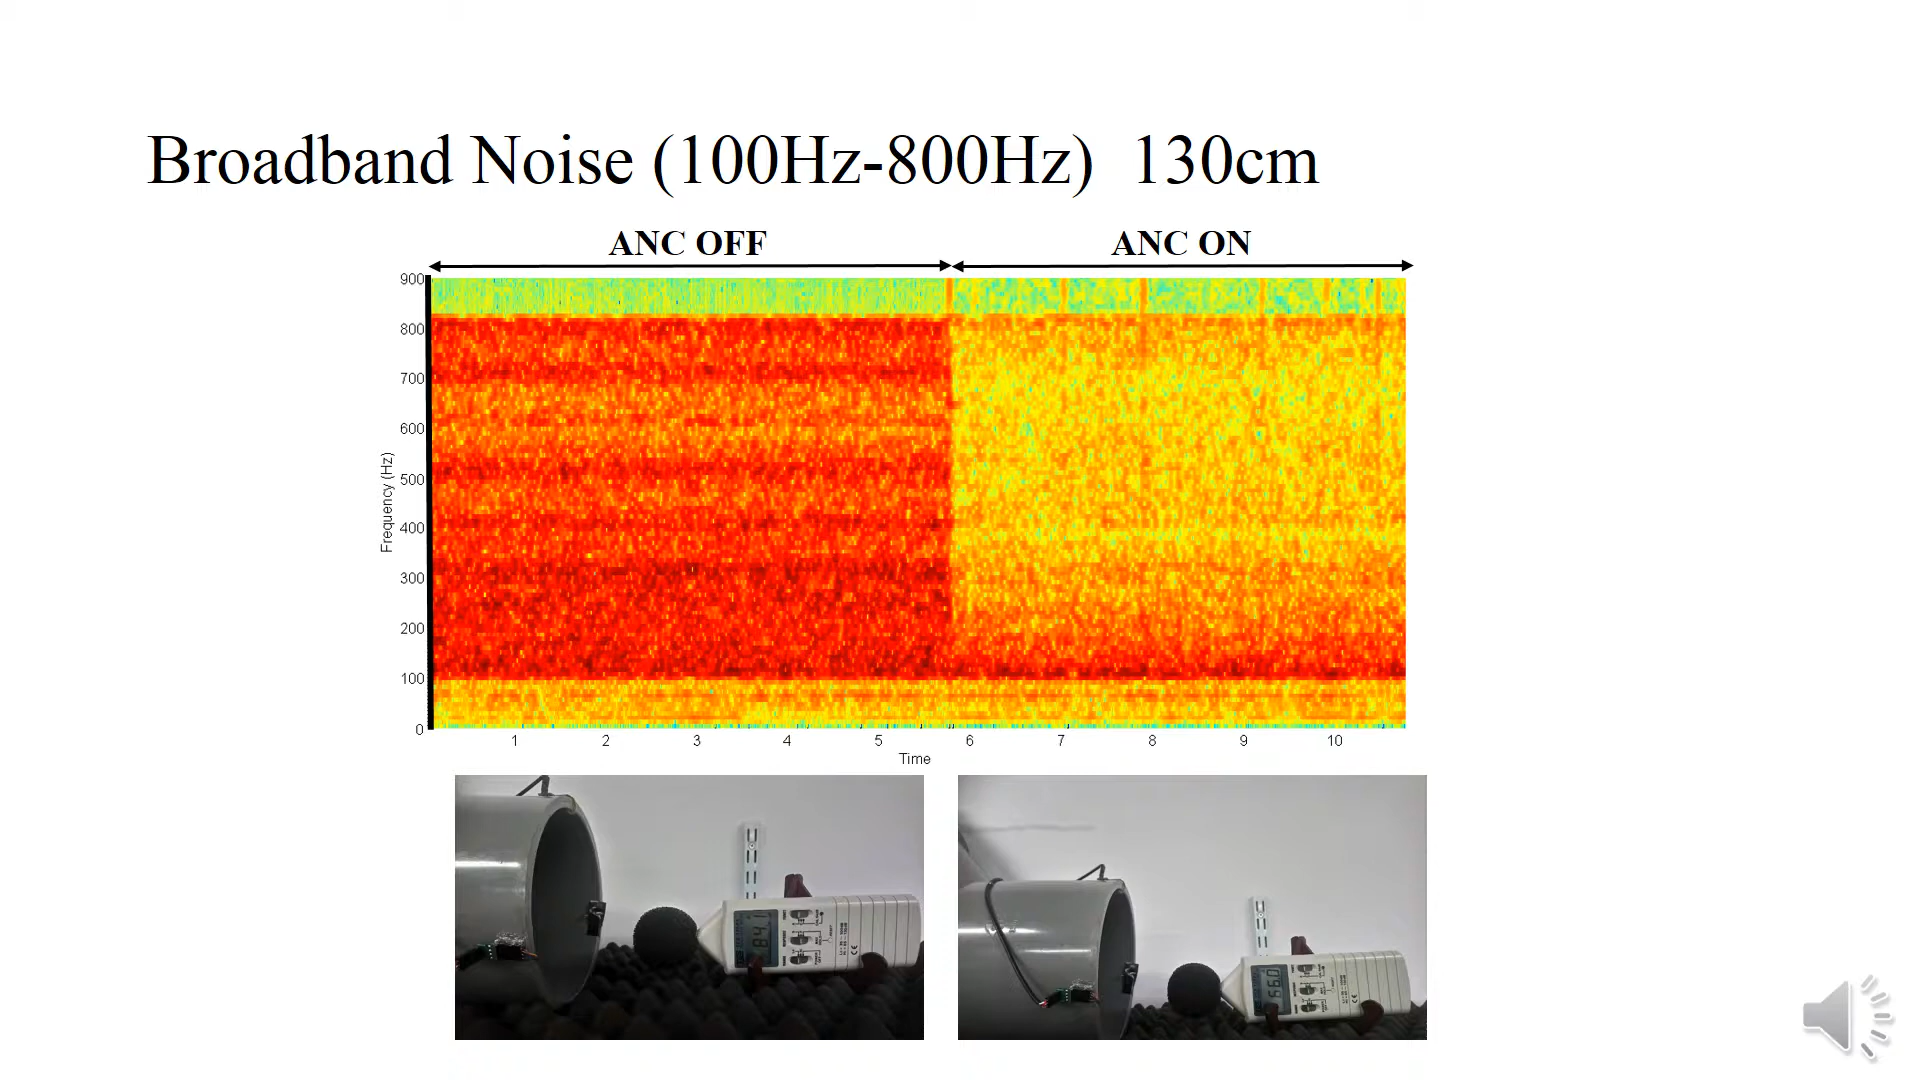 Broadband Noise (100Hz-800Hz) 130cm
ANC OFF
ANC ON
900
800
700
600
500
400
300
200
100
0
Frequency (Hz)
1 2 3 4 5 6 7 8 9 10
Time
84.1
66.0